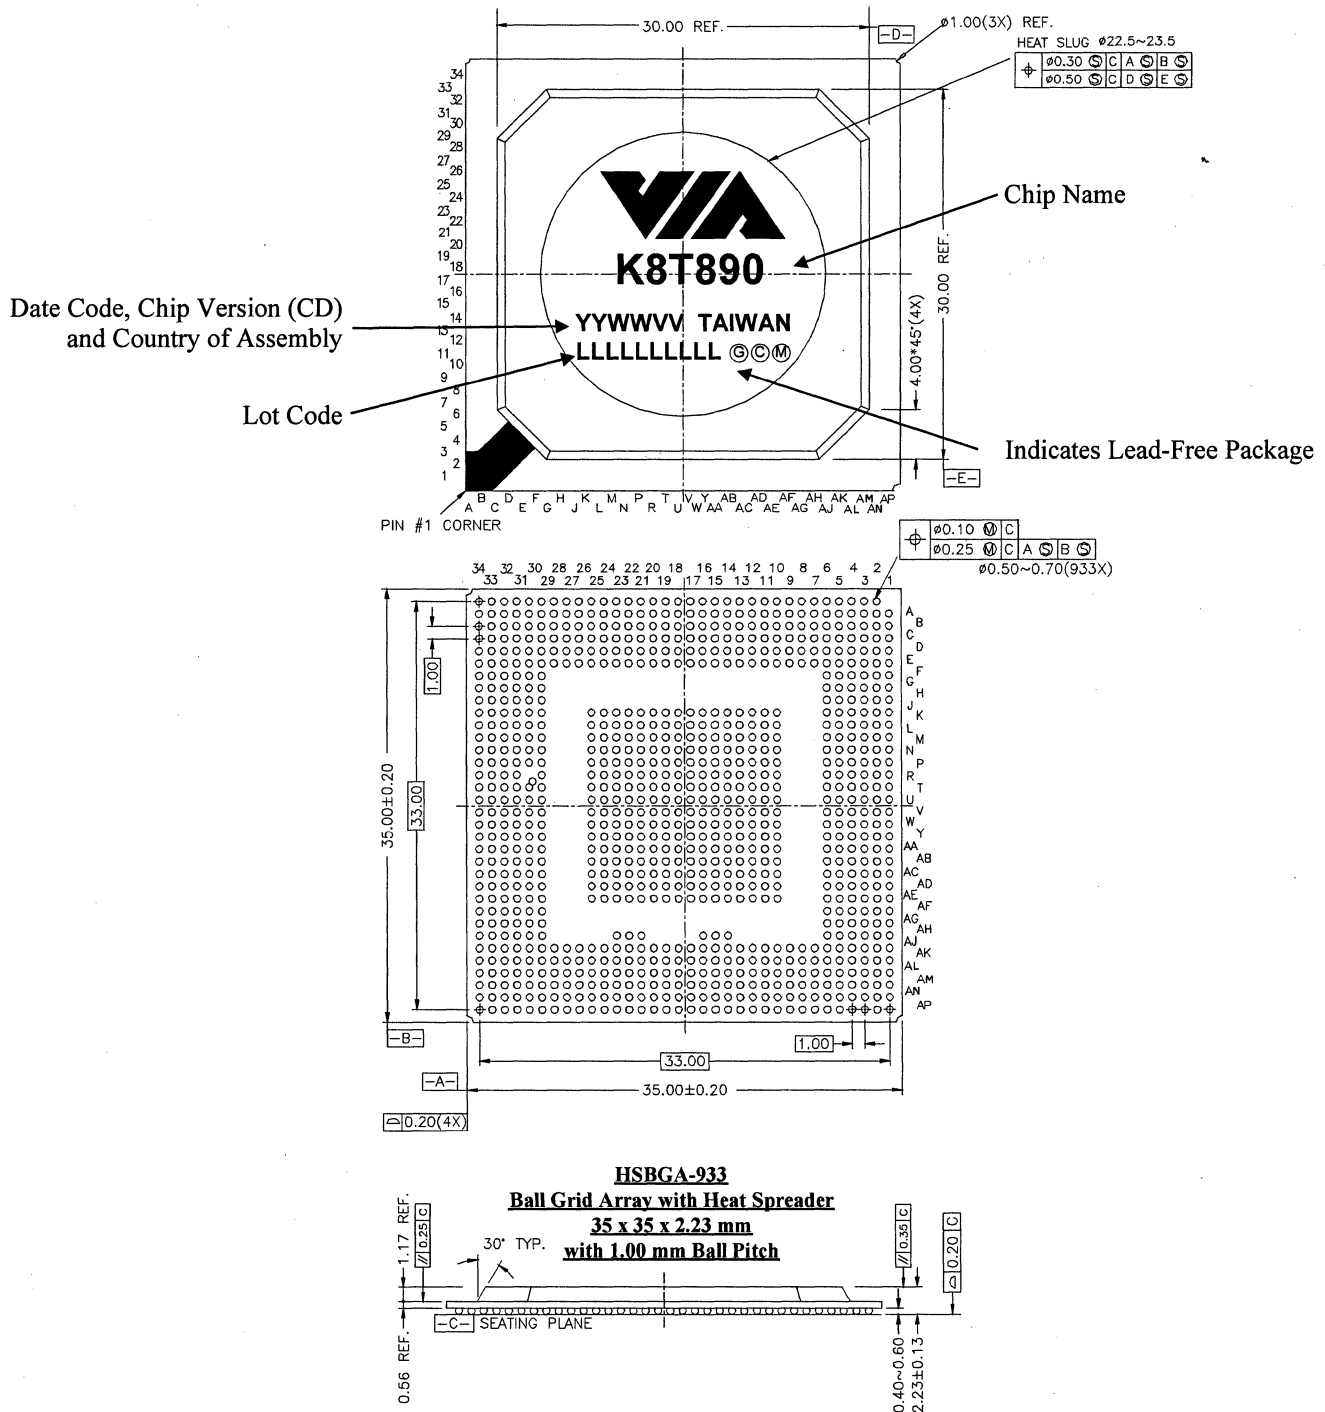 30.00 REF.
-D-
ø1.00(3X) REF.
HEAT SLUG ø22.5~23.5
ø0.30 Ⓢ C A Ⓢ B Ⓢ
ø0.50 Ⓢ C D Ⓢ E Ⓢ
34
33
32
31
30
29
28
27
26
25
24
23
22
21
20
19
18
17
16
15
14
13
12
11
10
9
8
7
6
5
4
3
2
1
VIA
K8T890
YYWWVV TAIWAN
LLLLLLLLLL ⒼⒸⓂ
Chip Name
Date Code, Chip Version (CD)
and Country of Assembly
Lot Code
Indicates Lead-Free Package
30.00 REF.
4.00*45°(4X)
-E-
B D F H K M P T V Y AB AD AF AH AK AM AP
A C E G J L N R U W AA AC AE AG AJ AL AN
PIN #1 CORNER
ø0.10 Ⓜ C
ø0.25 Ⓜ C A Ⓢ B Ⓢ
ø0.50~0.70(933X)
34 32 30 28 26 24 22 20 18 16 14 12 10 8 6 4 2
33 31 29 27 25 23 21 19 17 15 13 11 9 7 5 3 1
A
B
C
D
E
F
G
H
J
K
L
M
N
P
R
T
U
V
W
Y
AA
AB
AC
AD
AE
AF
AG
AH
AJ
AK
AL
AM
AN
AP
1.00
35.00±0.20
33.00
-B-
1.00
33.00
-A-
35.00±0.20
⌓ 0.20(4X)
HSBGA-933
Ball Grid Array with Heat Spreader
35 x 35 x 2.23 mm
with 1.00 mm Ball Pitch
1.17 REF.
// 0.25 C
30° TYP.
// 0.35 C
⌓ 0.20 C
-C- SEATING PLANE
0.56 REF.
0.40~0.60
2.23±0.13